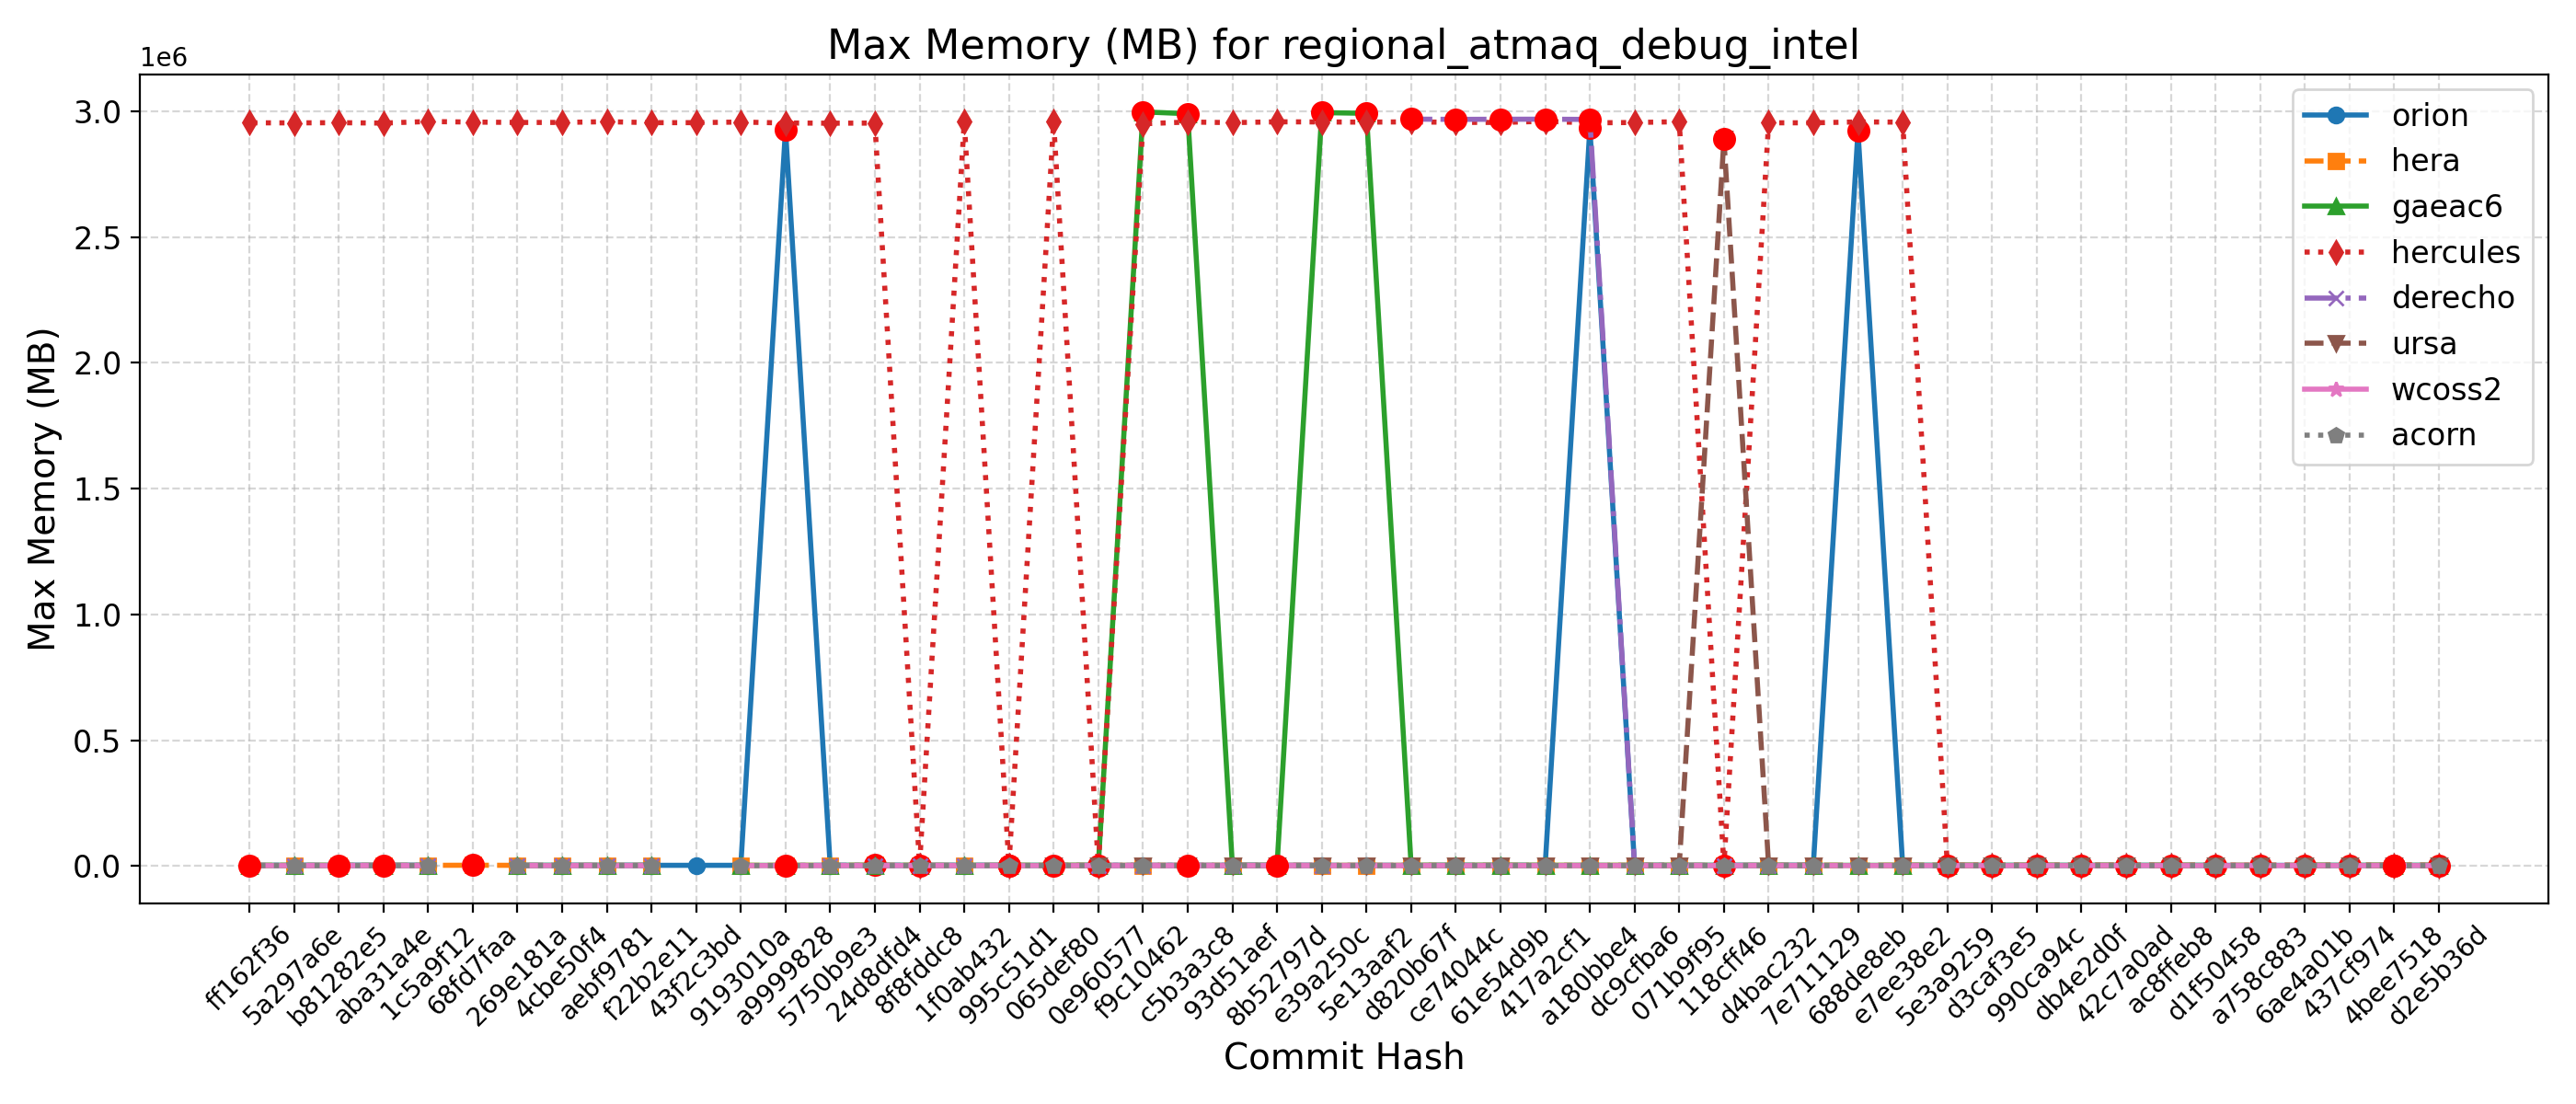 Max Memory (MB) for regional_atmaq_debug_intel
1e6
3.0
2.5
2.0
1.5
1.0
0.5
0.0
Max Memory (MB)
orion
hera
gaeac6
hercules
derecho
ursa
wcoss2
acorn
ff162f36
5a297a6e
b81282e5
aba31a4e
1c5a9f12
68fd7faa
269e181a
4cbe50f4
aebf9781
f22b2e11
43f2c3bd
9193010a
a9999828
5750b9e3
24d8dfd4
8f8fddc8
1f0ab432
995c51d1
065def80
0e960577
f9c10462
c5b3a3c8
93d51aef
8b52797d
e39a250c
5e13aaf2
d820b67f
ce74044c
61e54d9b
417a2cf1
a180bbe4
dc9cfba6
071b9f95
118cff46
d4bac232
7e711129
688de8eb
e7ee38e2
5e3a9259
d3caf3e5
990ca94c
db4e2d0f
42c7a0ad
ac8ffeb8
d1f50458
a758c883
6ae4a01b
437cf974
4bee7518
d2e5b36d
Commit Hash